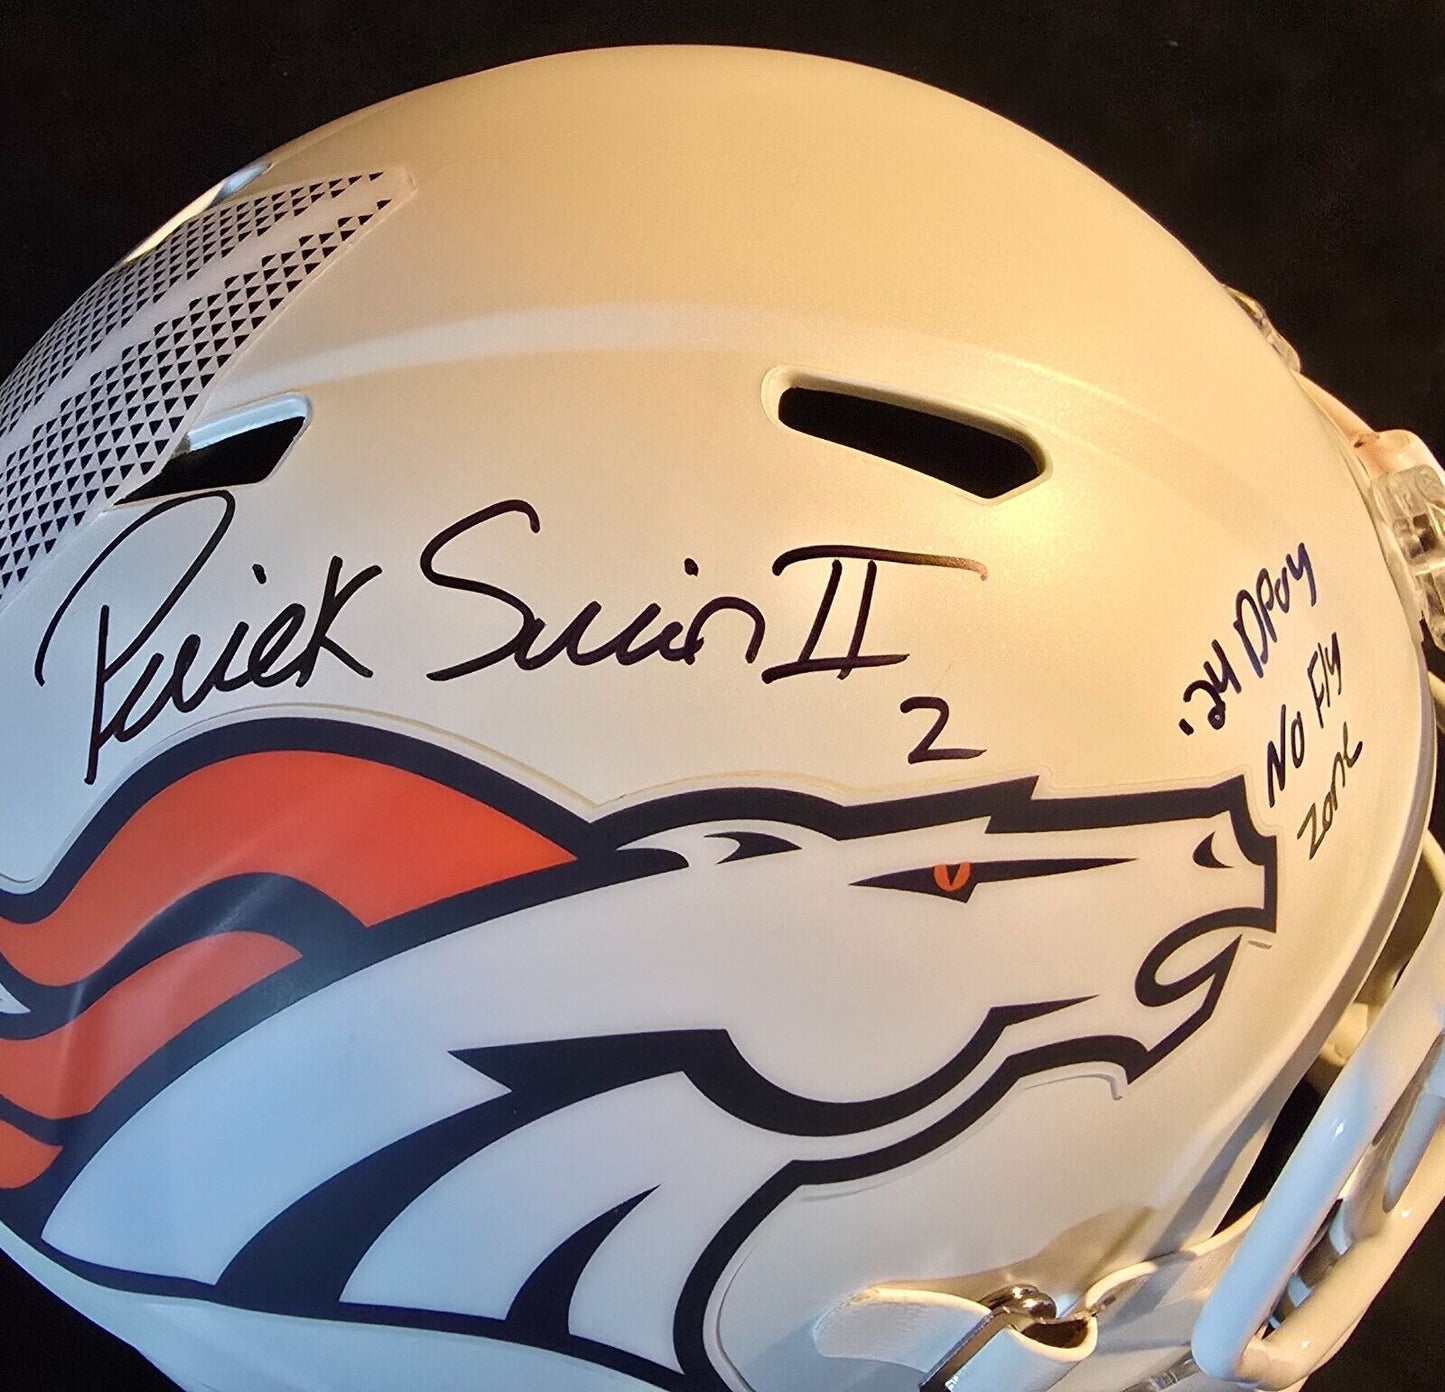 Patrick Surtain II
2
'24 DPOY
No Fly
Zone